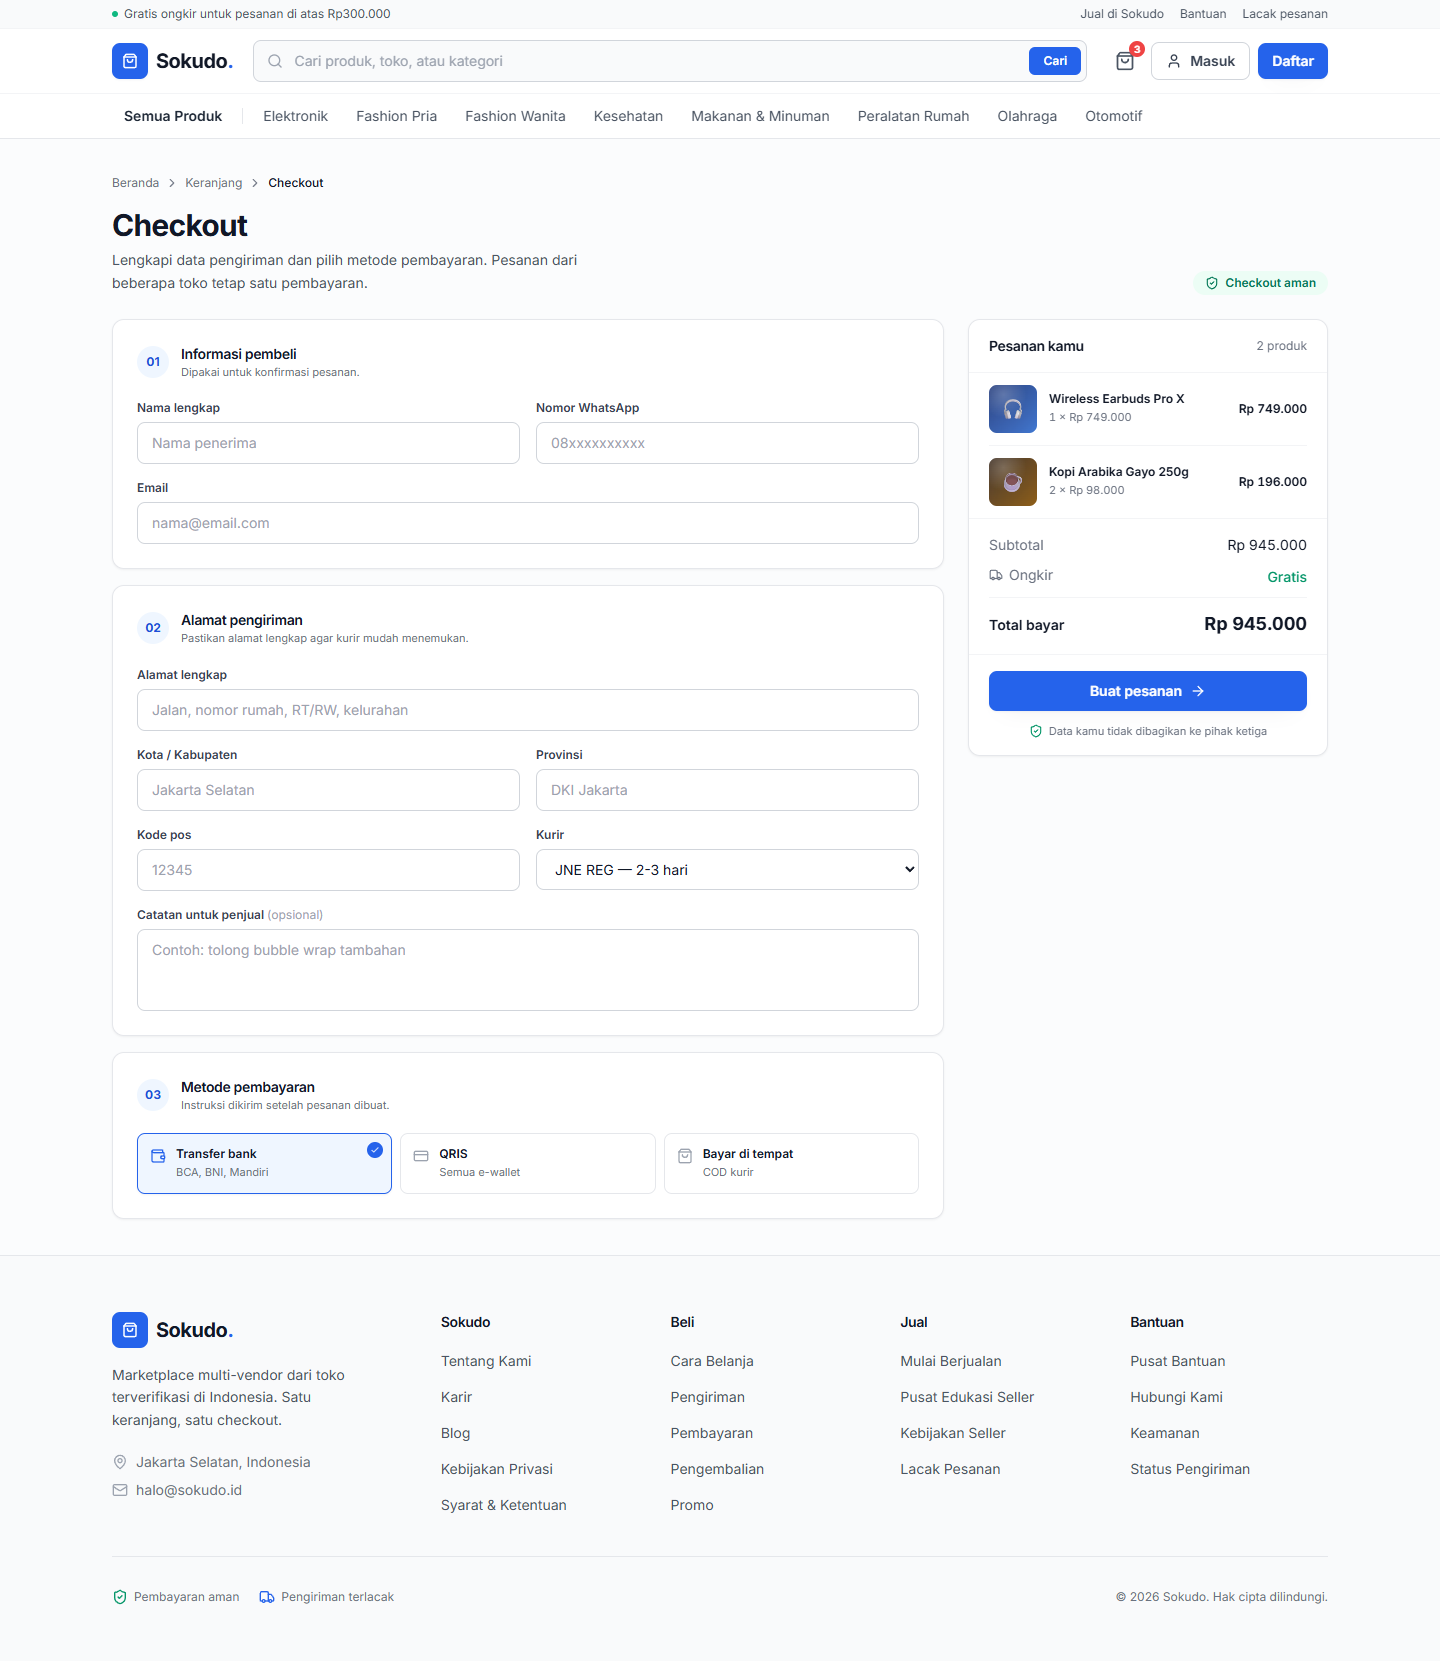 Gratis ongkir untuk pesanan di atas Rp300.000
Jual di Sokudo
Bantuan
Lacak pesanan
Sokudo.
Cari produk, toko, atau kategori
Cari
3
Masuk
Daftar
Semua Produk
Elektronik
Fashion Pria
Fashion Wanita
Kesehatan
Makanan & Minuman
Peralatan Rumah
Olahraga
Otomotif
Beranda
Keranjang
Checkout
Checkout
Lengkapi data pengiriman dan pilih metode pembayaran. Pesanan dari
beberapa toko tetap satu pembayaran.
Checkout aman
01
Informasi pembeli
Dipakai untuk konfirmasi pesanan.
Nama lengkap
Nomor WhatsApp
Nama penerima
08xxxxxxxxxx
Email
nama@email.com
02
Alamat pengiriman
Pastikan alamat lengkap agar kurir mudah menemukan.
Alamat lengkap
Jalan, nomor rumah, RT/RW, kelurahan
Kota / Kabupaten
Provinsi
Jakarta Selatan
DKI Jakarta
Kode pos
Kurir
12345
JNE REG — 2-3 hari
Catatan untuk penjual (opsional)
Contoh: tolong bubble wrap tambahan
03
Metode pembayaran
Instruksi dikirim setelah pesanan dibuat.
Transfer bank
BCA, BNI, Mandiri
QRIS
Semua e-wallet
Bayar di tempat
COD kurir
Pesanan kamu
2 produk
Wireless Earbuds Pro X
1 × Rp 749.000
Rp 749.000
Kopi Arabika Gayo 250g
2 × Rp 98.000
Rp 196.000
Subtotal
Rp 945.000
Ongkir
Gratis
Total bayar
Rp 945.000
Buat pesanan
Data kamu tidak dibagikan ke pihak ketiga
Sokudo.
Marketplace multi-vendor dari toko
terverifikasi di Indonesia. Satu
keranjang, satu checkout.
Jakarta Selatan, Indonesia
halo@sokudo.id
Sokudo
Tentang Kami
Karir
Blog
Kebijakan Privasi
Syarat & Ketentuan
Beli
Cara Belanja
Pengiriman
Pembayaran
Pengembalian
Promo
Jual
Mulai Berjualan
Pusat Edukasi Seller
Kebijakan Seller
Lacak Pesanan
Bantuan
Pusat Bantuan
Hubungi Kami
Keamanan
Status Pengiriman
Pembayaran aman
Pengiriman terlacak
© 2026 Sokudo. Hak cipta dilindungi.